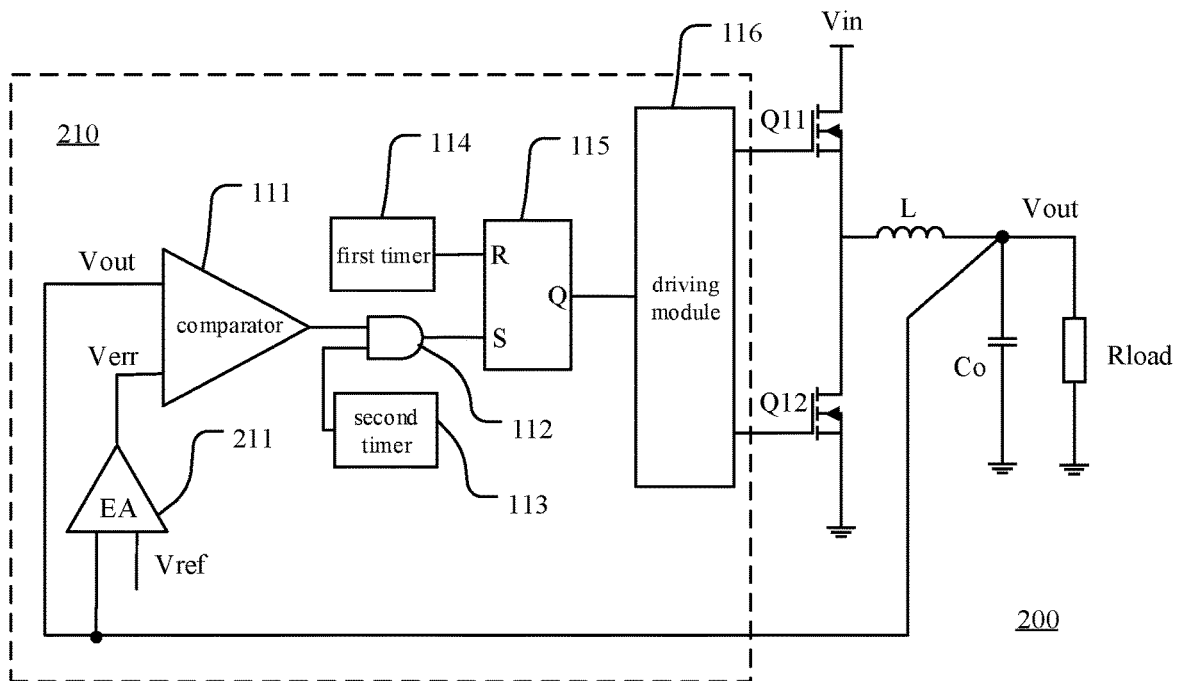 Vin
116
Q11
210
114
115
111
L
Vout
Vout
first timer
R
Q
driving
module
comparator
S
Verr
Co
Rload
Q12
second
timer
112
211
EA
113
Vref
200